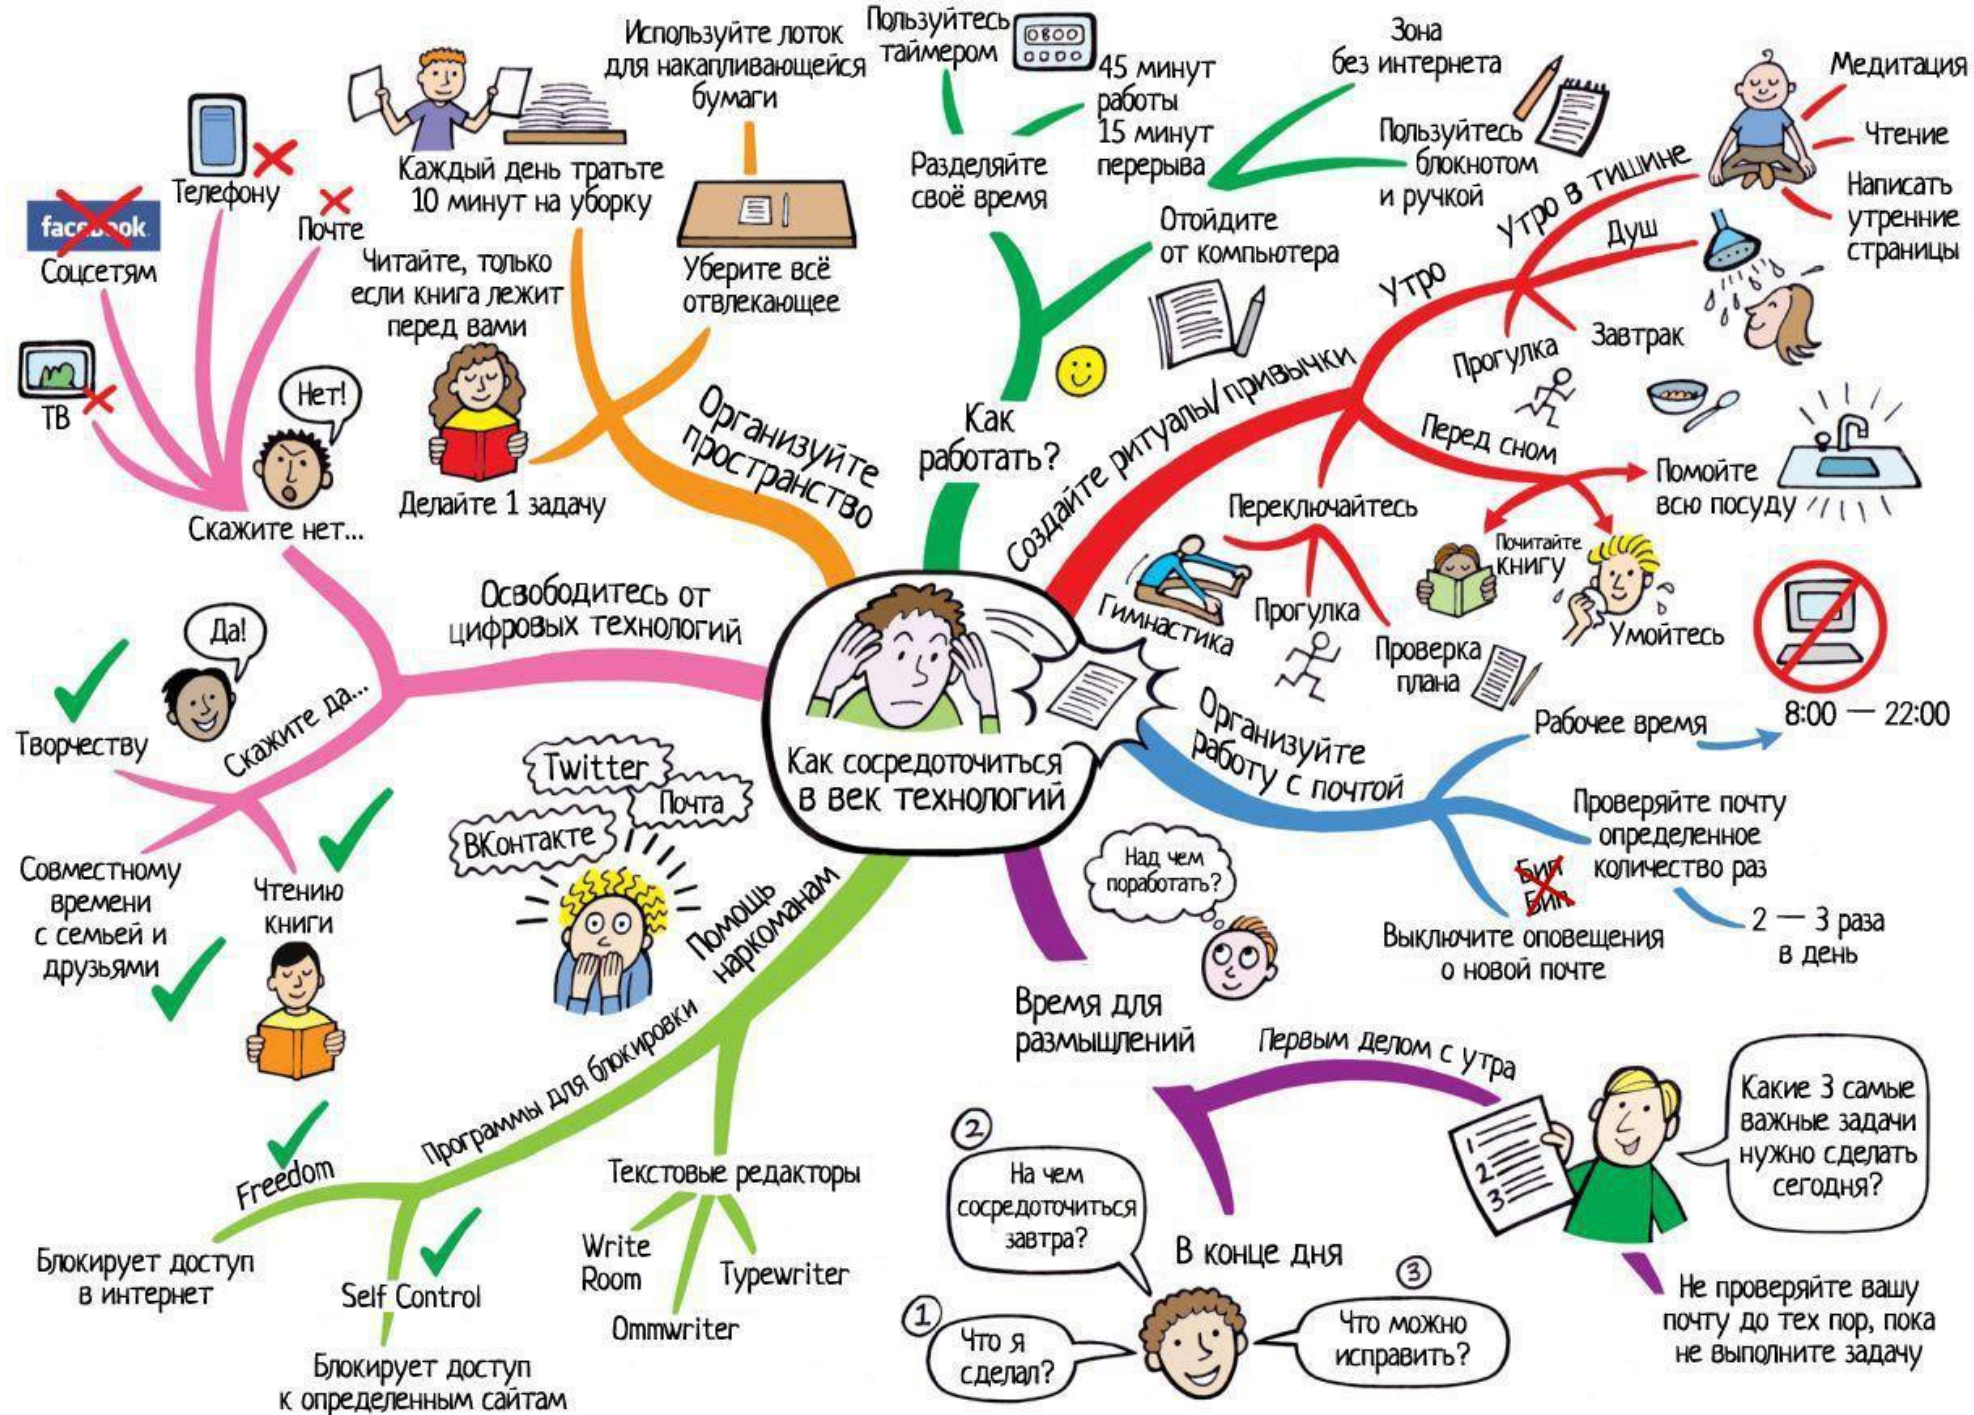 Как сосредоточиться
в век технологий
Как
работать?
Разделяйте
своё время
Пользуйтесь
таймером
0800
45 минут
работы
15 минут
перерыва
Отойдите
от компьютера
Зона
без интернета
Пользуйтесь
блокнотом
и ручкой
Создайте ритуалы/привычки
Утро
Утро в тишине
Медитация
Чтение
Написать
утренние
страницы
Душ
Завтрак
Прогулка
Перед сном
Помойте
всю посуду
Почитайте
книгу
Умойтесь
Переключайтесь
Гимнастика
Прогулка
Проверка
плана
Организуйте
работу с почтой
Рабочее время
8:00 — 22:00
Проверяйте почту
определенное
количество раз
2 — 3 раза
в день
Бип
Бип
Выключите оповещения
о новой почте
Над чем
поработать?
Время для
размышлений
Первым делом с утра
1
2
3
Какие 3 самые
важные задачи
нужно сделать
сегодня?
Не проверяйте вашу
почту до тех пор, пока
не выполните задачу
В конце дня
1
Что я
сделал?
2
На чем
сосредоточиться
завтра?
3
Что можно
исправить?
Помощь
наркоманам
Twitter
Почта
ВКонтакте
Программы для блокировки
Freedom
Блокирует доступ
в интернет
Self Control
Блокирует доступ
к определенным сайтам
Текстовые редакторы
Write
Room
Ommwriter
Typewriter
Освободитесь от
цифровых технологий
Скажите да...
Да!
Творчеству
Совместному
времени
с семьей и
друзьями
Чтению
книги
Скажите нет...
Нет!
ТВ
facebook
Соцсетям
Телефону
Почте
Организуйте
пространство
Каждый день тратьте
10 минут на уборку
Используйте лоток
для накапливающейся
бумаги
Уберите всё
отвлекающее
Читайте, только
если книга лежит
перед вами
Делайте 1 задачу